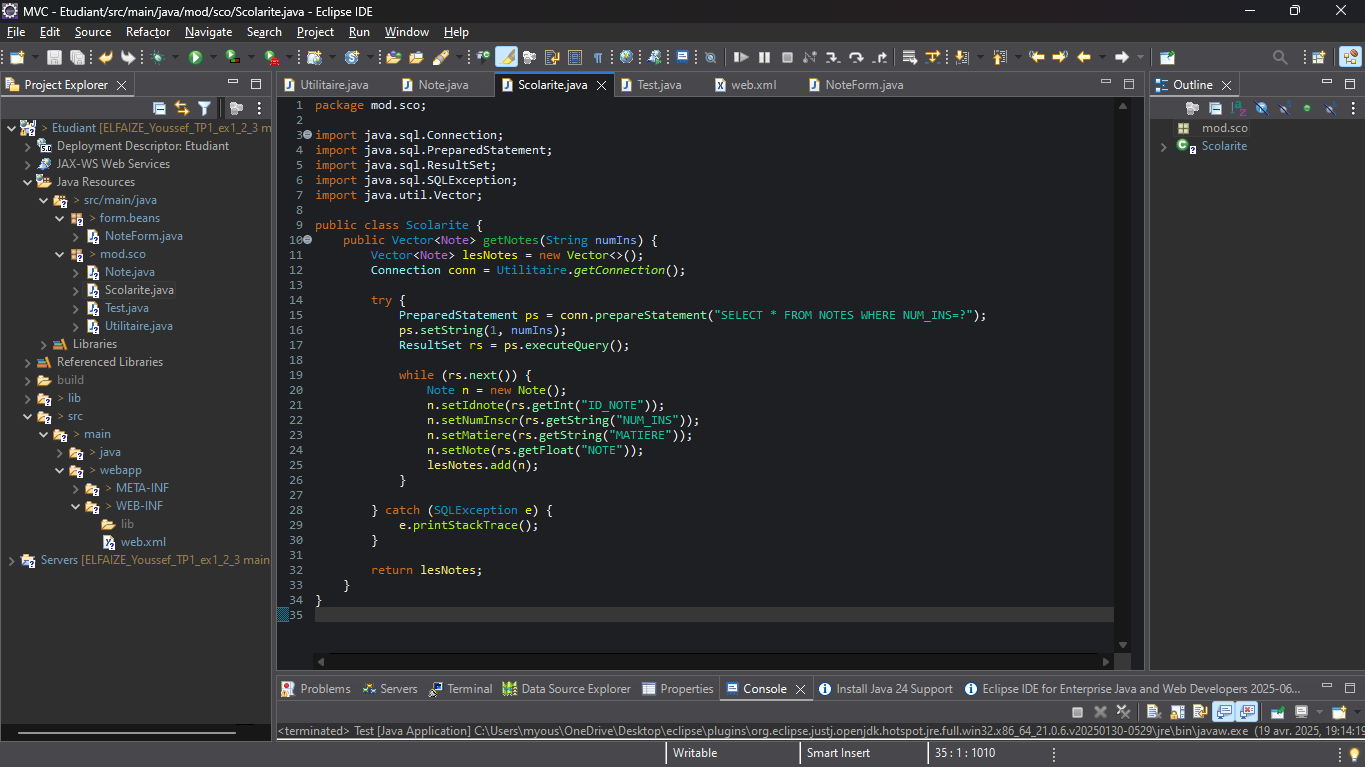 MVC - Etudiant/src/main/java/mod/sco/Scolarite.java - Eclipse IDE
File Edit Source Refactor Navigate Search Project Run Window Help
Project Explorer
Etudiant [ELFAIZE_Youssef_TP1_ex1_2_3 m
Deployment Descriptor: Etudiant
JAX-WS Web Services
Java Resources
> src/main/java
> form.beans
NoteForm.java
> mod.sco
Note.java
Scolarite.java
Test.java
Utilitaire.java
Libraries
Referenced Libraries
build
> lib
> src
> main
> java
> webapp
> META-INF
> WEB-INF
lib
web.xml
Servers [ELFAIZE_Youssef_TP1_ex1_2_3 main
Utilitaire.java Note.java Scolarite.java Test.java web.xml NoteForm.java
1 package mod.sco;
2
3 import java.sql.Connection;
4 import java.sql.PreparedStatement;
5 import java.sql.ResultSet;
6 import java.sql.SQLException;
7 import java.util.Vector;
8
9 public class Scolarite {
10 public Vector<Note> getNotes(String numIns) {
11 Vector<Note> lesNotes = new Vector<>();
12 Connection conn = Utilitaire.getConnection();
13
14 try {
15 PreparedStatement ps = conn.prepareStatement("SELECT * FROM NOTES WHERE NUM_INS=?");
16 ps.setString(1, numIns);
17 ResultSet rs = ps.executeQuery();
18
19 while (rs.next()) {
20 Note n = new Note();
21 n.setIdnote(rs.getInt("ID_NOTE"));
22 n.setNumInscr(rs.getString("NUM_INS"));
23 n.setMatiere(rs.getString("MATIERE"));
24 n.setNote(rs.getFloat("NOTE"));
25 lesNotes.add(n);
26 }
27
28 } catch (SQLException e) {
29 e.printStackTrace();
30 }
31
32 return lesNotes;
33 }
34 }
35
Outline
mod.sco
Scolarite
Problems Servers Terminal Data Source Explorer Properties Console Install Java 24 Support Eclipse IDE for Enterprise Java and Web Developers 2025-06...
<terminated> Test [Java Application] C:\Users\myous\OneDrive\Desktop\eclipse\plugins\org.eclipse.justj.openjdk.hotspot.jre.full.win32.x86_64_21.0.6.v20250130-0529\jre\bin\javaw.exe (19 avr. 2025, 19:14:19
Writable Smart Insert 35 : 1 : 1010